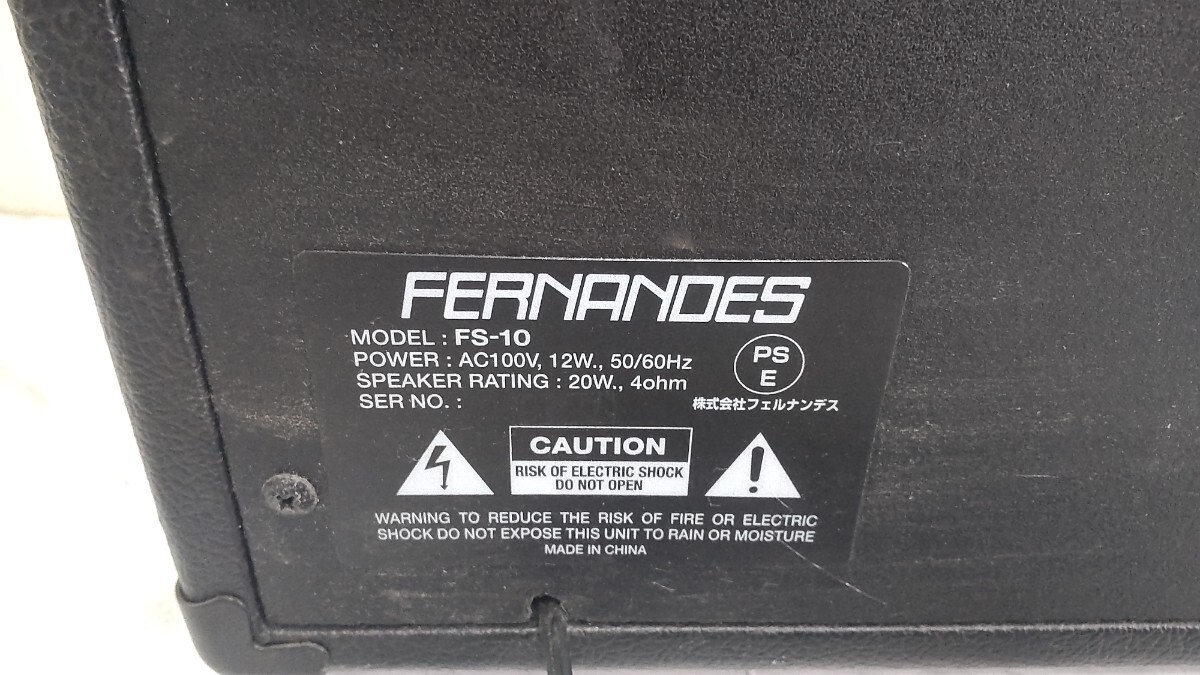 FERNANDES
MODEL : FS-10
POWER : AC100V, 12W., 50/60Hz
SPEAKER RATING : 20W., 4ohm
SER NO. :
PS
E
株式会社フェルナンデス
CAUTION
RISK OF ELECTRIC SHOCK
DO NOT OPEN
!
WARNING TO REDUCE THE RISK OF FIRE OR ELECTRIC
SHOCK DO NOT EXPOSE THIS UNIT TO RAIN OR MOISTURE
MADE IN CHINA